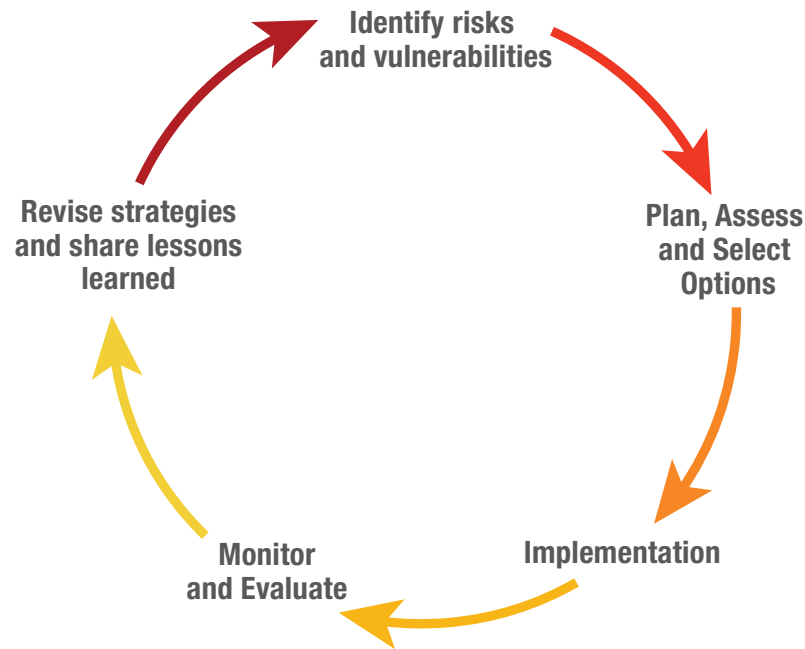 Identify risks
and vulnerabilities
Plan, Assess
and Select
Options
Implementation
Monitor
and Evaluate
Revise strategies
and share lessons
learned